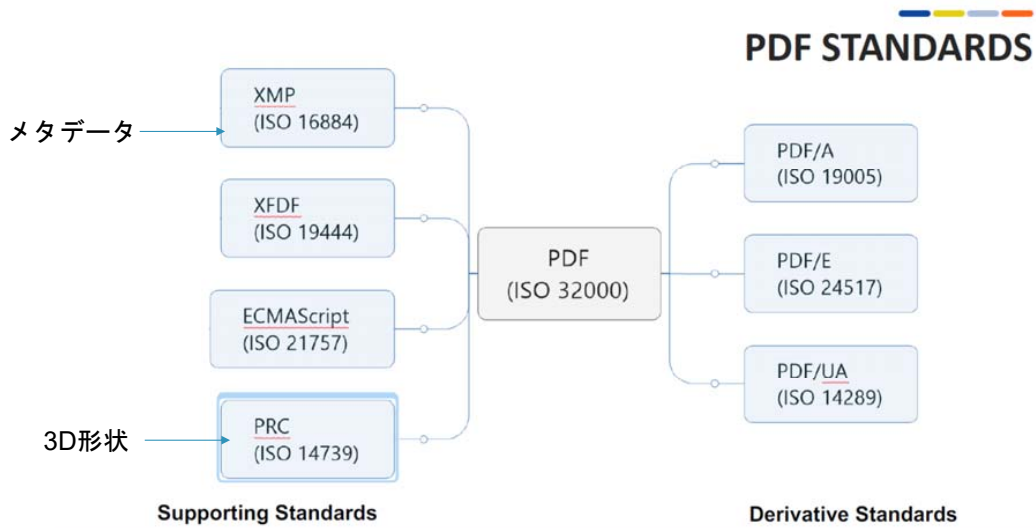 PDF STANDARDS
XMP
(ISO 16884)
メタデータ
XFDF
(ISO 19444)
ECMAScript
(ISO 21757)
PRC
(ISO 14739)
3D形状
Supporting Standards
PDF
(ISO 32000)
PDF/A
(ISO 19005)
PDF/E
(ISO 24517)
PDF/UA
(ISO 14289)
Derivative Standards